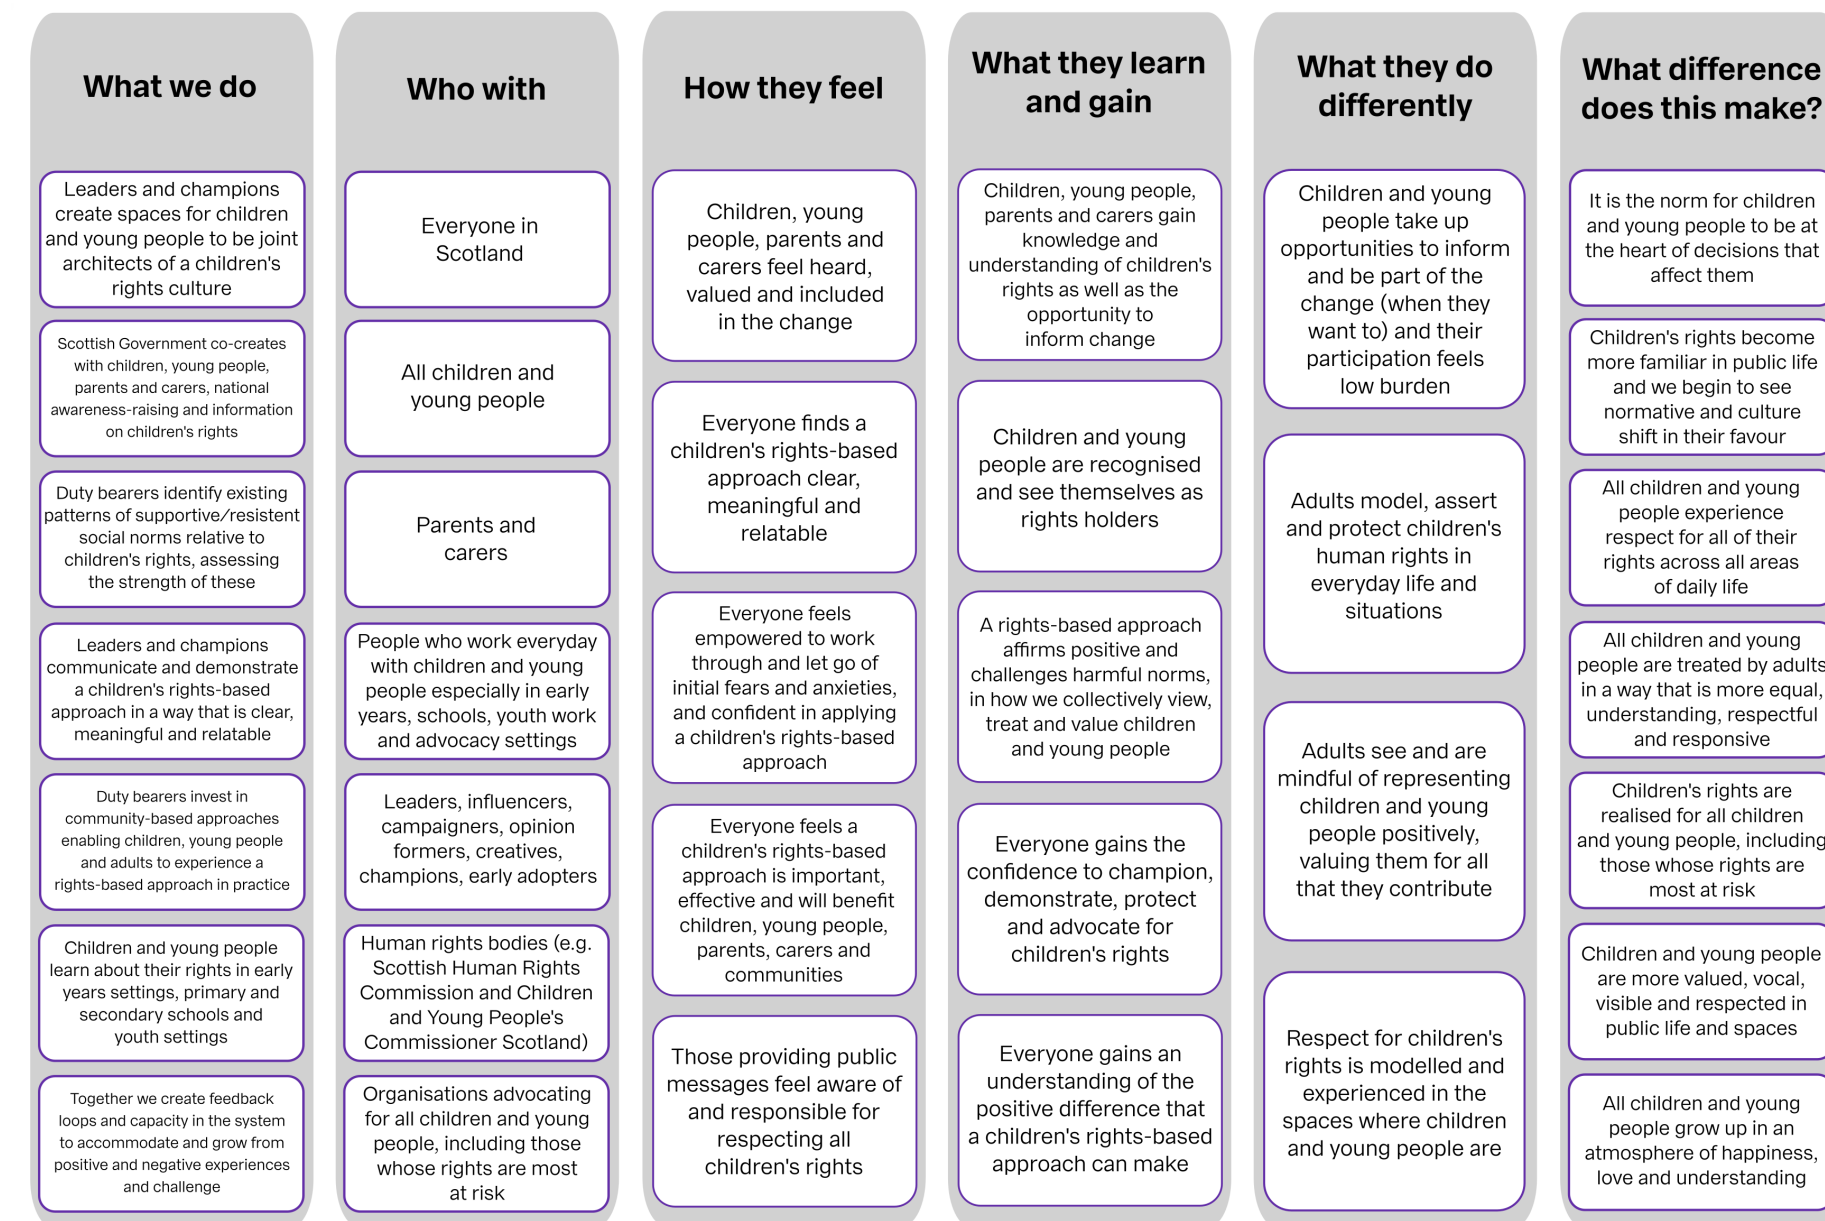 What we do
Leaders and champions
create spaces for children
and young people to be joint
architects of a children's
rights culture
Scottish Government co-creates
with children, young people,
parents and carers, national
awareness-raising and information
on children's rights
Duty bearers identify existing
patterns of supportive/resistent
social norms relative to
children's rights, assessing
the strength of these
Leaders and champions
communicate and demonstrate
a children's rights-based
approach in a way that is clear,
meaningful and relatable
Duty bearers invest in
community-based approaches
enabling children, young people
and adults to experience a
rights-based approach in practice
Children and young people
learn about their rights in early
years settings, primary and
secondary schools and
youth settings
Together we create feedback
loops and capacity in the system
to accommodate and grow from
positive and negative experiences
and challenge
Who with
Everyone in
Scotland
All children and
young people
Parents and
carers
People who work everyday
with children and young
people especially in early
years, schools, youth work
and advocacy settings
Leaders, influencers,
campaigners, opinion
formers, creatives,
champions, early adopters
Human rights bodies (e.g.
Scottish Human Rights
Commission and Children
and Young People's
Commissioner Scotland)
Organisations advocating
for all children and young
people, including those
whose rights are most
at risk
How they feel
Children, young
people, parents and
carers feel heard,
valued and included
in the change
Everyone finds a
children's rights-based
approach clear,
meaningful and
relatable
Everyone feels
empowered to work
through and let go of
initial fears and anxieties,
and confident in applying
a children's rights-based
approach
Everyone feels a
children's rights-based
approach is important,
effective and will benefit
children, young people,
parents, carers and
communities
Those providing public
messages feel aware of
and responsible for
respecting all
children's rights
What they learn
and gain
Children, young people,
parents and carers gain
knowledge and
understanding of children's
rights as well as the
opportunity to
inform change
Children and young
people are recognised
and see themselves as
rights holders
A rights-based approach
affirms positive and
challenges harmful norms,
in how we collectively view,
treat and value children
and young people
Everyone gains the
confidence to champion,
demonstrate, protect
and advocate for
children's rights
Everyone gains an
understanding of the
positive difference that
a children's rights-based
approach can make
What they do
differently
Children and young
people take up
opportunities to inform
and be part of the
change (when they
want to) and their
participation feels
low burden
Adults model, assert
and protect children's
human rights in
everyday life and
situations
Adults see and are
mindful of representing
children and young
people positively,
valuing them for all
that they contribute
Respect for children's
rights is modelled and
experienced in the
spaces where children
and young people are
What difference
does this make?
It is the norm for children
and young people to be at
the heart of decisions that
affect them
Children's rights become
more familiar in public life
and we begin to see
normative and culture
shift in their favour
All children and young
people experience
respect for all of their
rights across all areas
of daily life
All children and young
people are treated by adults
in a way that is more equal,
understanding, respectful
and responsive
Children's rights are
realised for all children
and young people, including
those whose rights are
most at risk
Children and young people
are more valued, vocal,
visible and respected in
public life and spaces
All children and young
people grow up in an
atmosphere of happiness,
love and understanding